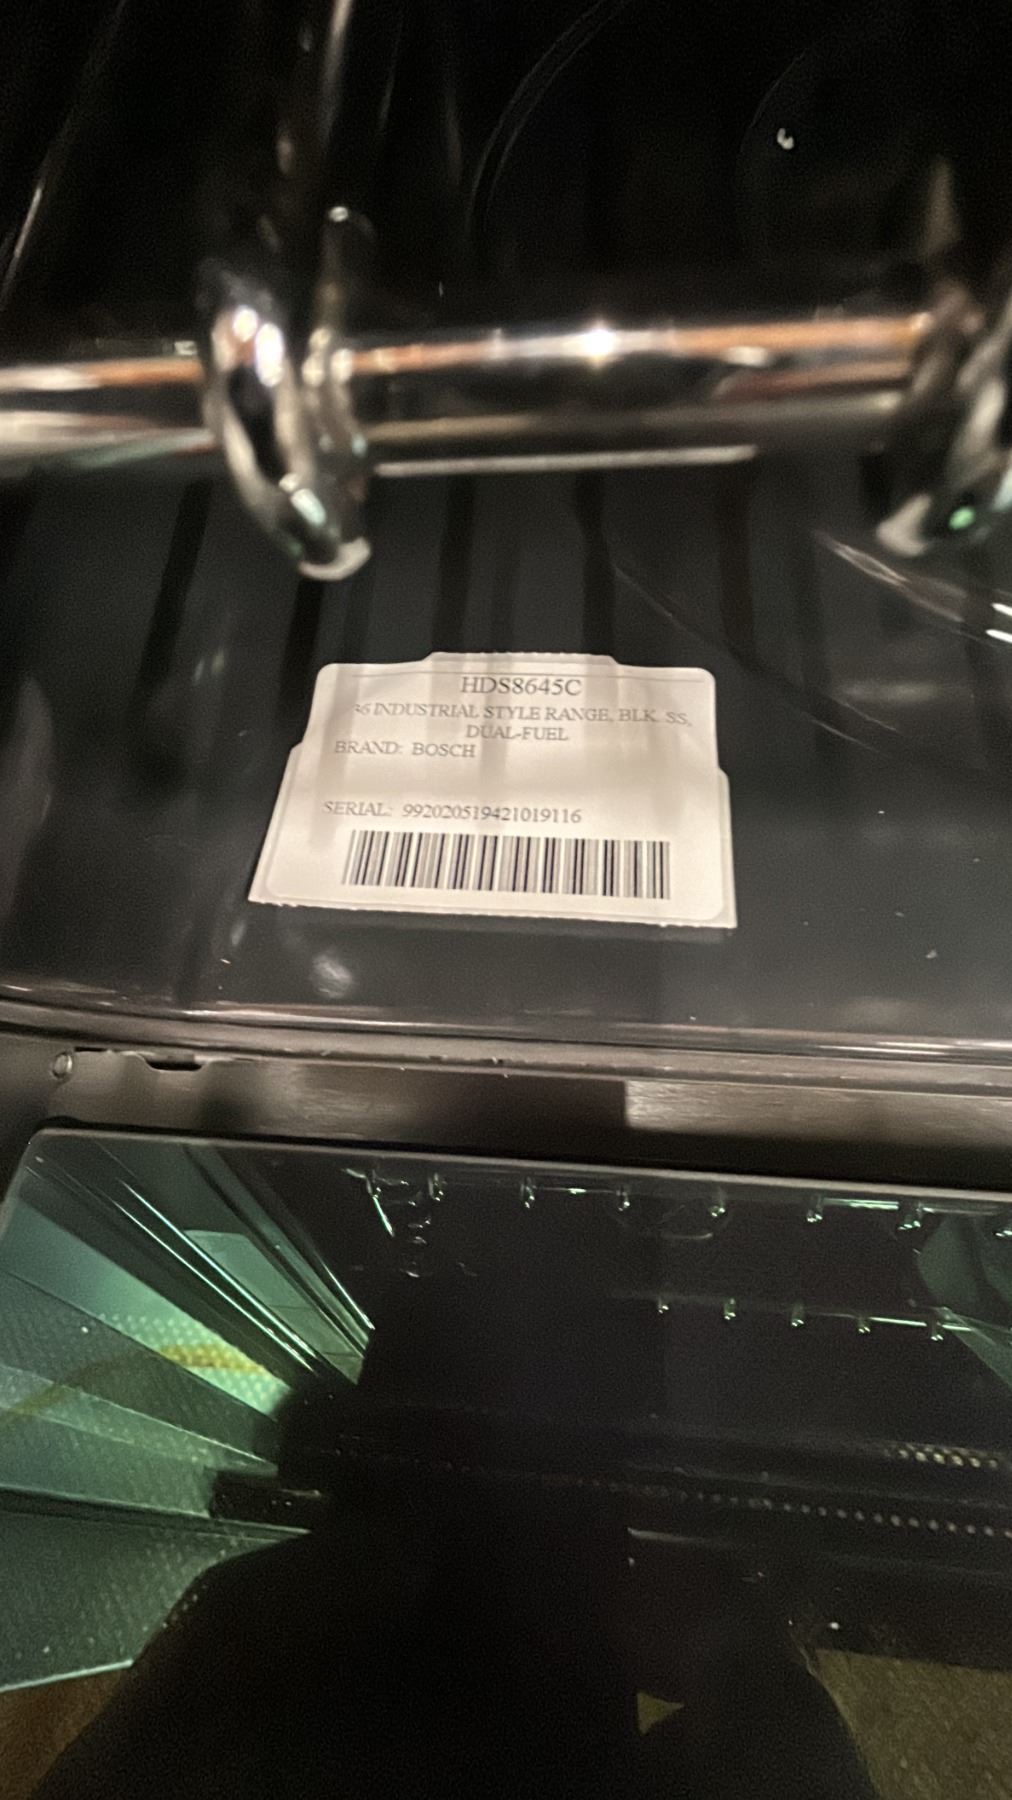 HDS8645C
36 INDUSTRIAL STYLE RANGE, BLK, SS,
DUAL-FUEL
BRAND: BOSCH
SERIAL: 992020519421019116